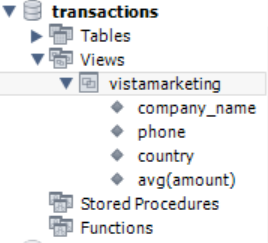 transactions
Tables
Views
vistamarketing
company_name
phone
country
avg(amount)
Stored Procedures
Functions